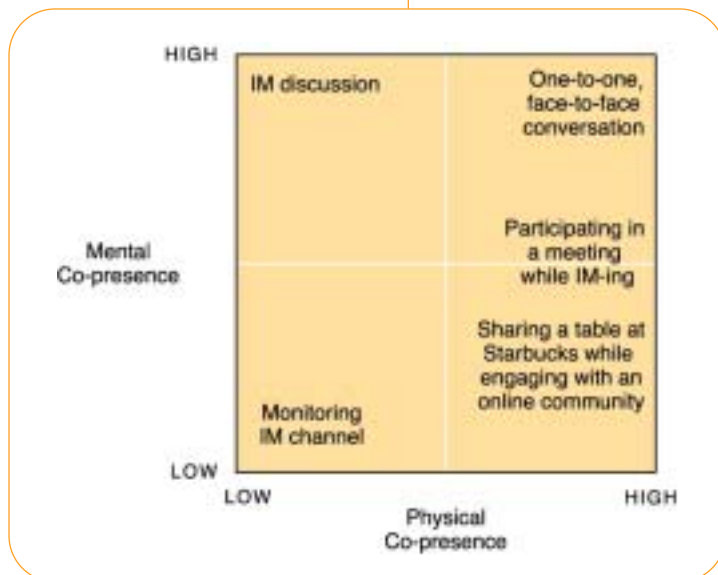 HIGH
IM discussion
One-to-one,
face-to-face
conversation
Mental
Co-presence
Participating in
a meeting
while IM-ing
Sharing a table at
Starbucks while
engaging with an
online community
Monitoring
IM channel
LOW
LOW
HIGH
Physical
Co-presence